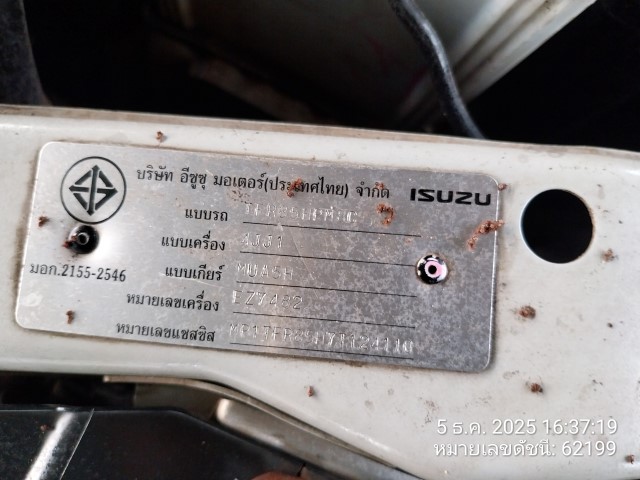 บริษัท อีซูซุ มอเตอร์(ประเทศไทย) จำกัด ISUZU
แบบรถ
แบบเครื่อง 4JJ1
มอก.2155-2546 แบบเกียร์ MUA5H
หมายเลขเครื่อง EZ7482
หมายเลขแชสซิส
5 ธ.ค. 2025 16:37:19
หมายเลขดัชนี: 62199